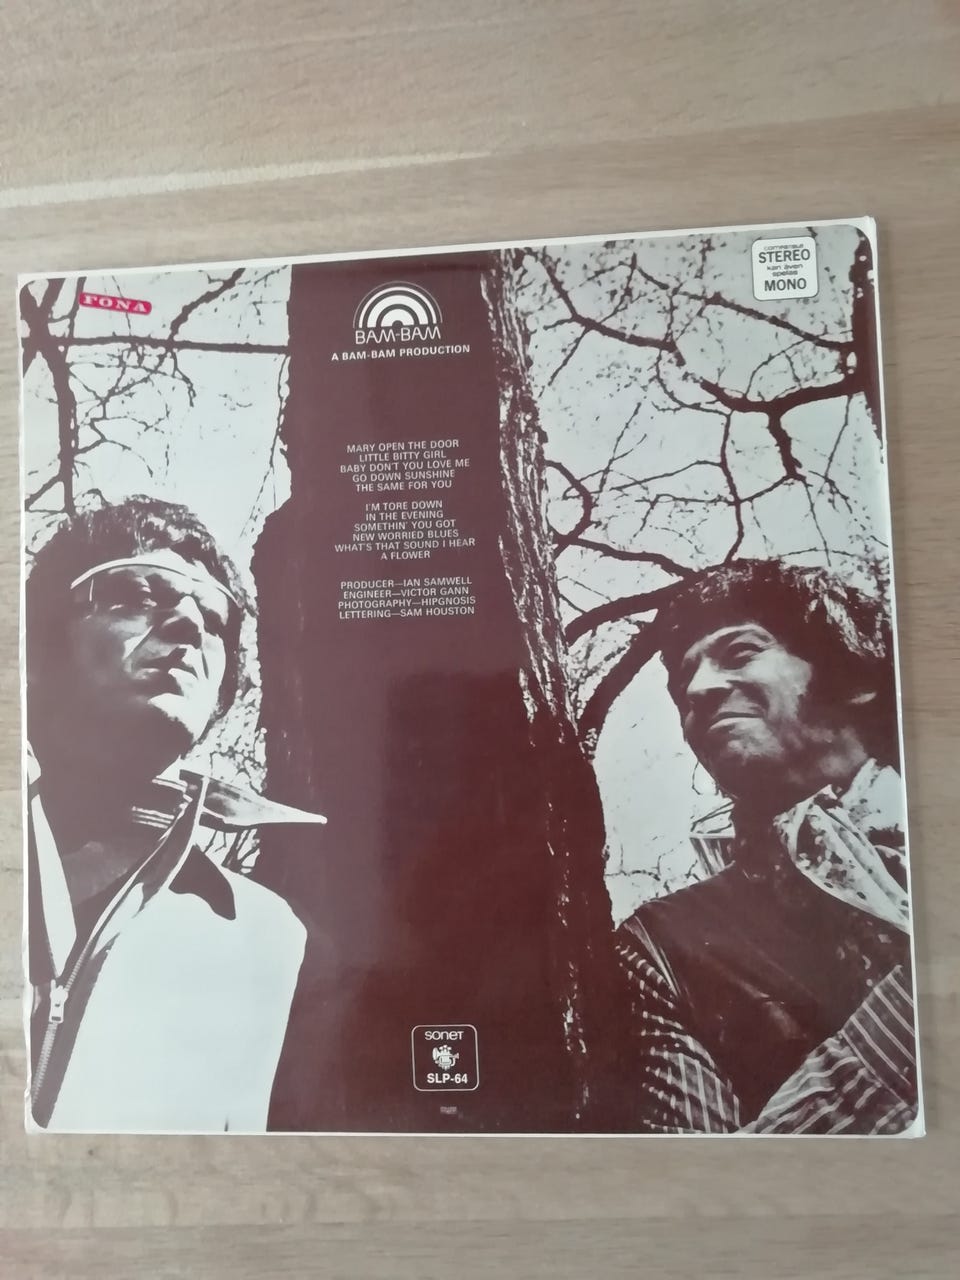 FONA
COMPATIBLE
STEREO
kan även
spelas
MONO
BAM-BAM
A BAM-BAM PRODUCTION
MARY OPEN THE DOOR
LITTLE BITTY GIRL
BABY DON'T YOU LOVE ME
GO DOWN SUNSHINE
THE SAME FOR YOU
I'M TORE DOWN
IN THE EVENING
SOMETHIN' YOU GOT
NEW WORRIED BLUES
WHAT'S THAT SOUND I HEAR
A FLOWER
PRODUCER—IAN SAMWELL
ENGINEER—VICTOR GANN
PHOTOGRAPHY—HIPGNOSIS
LETTERING—SAM HOUSTON
SONET
SLP-64